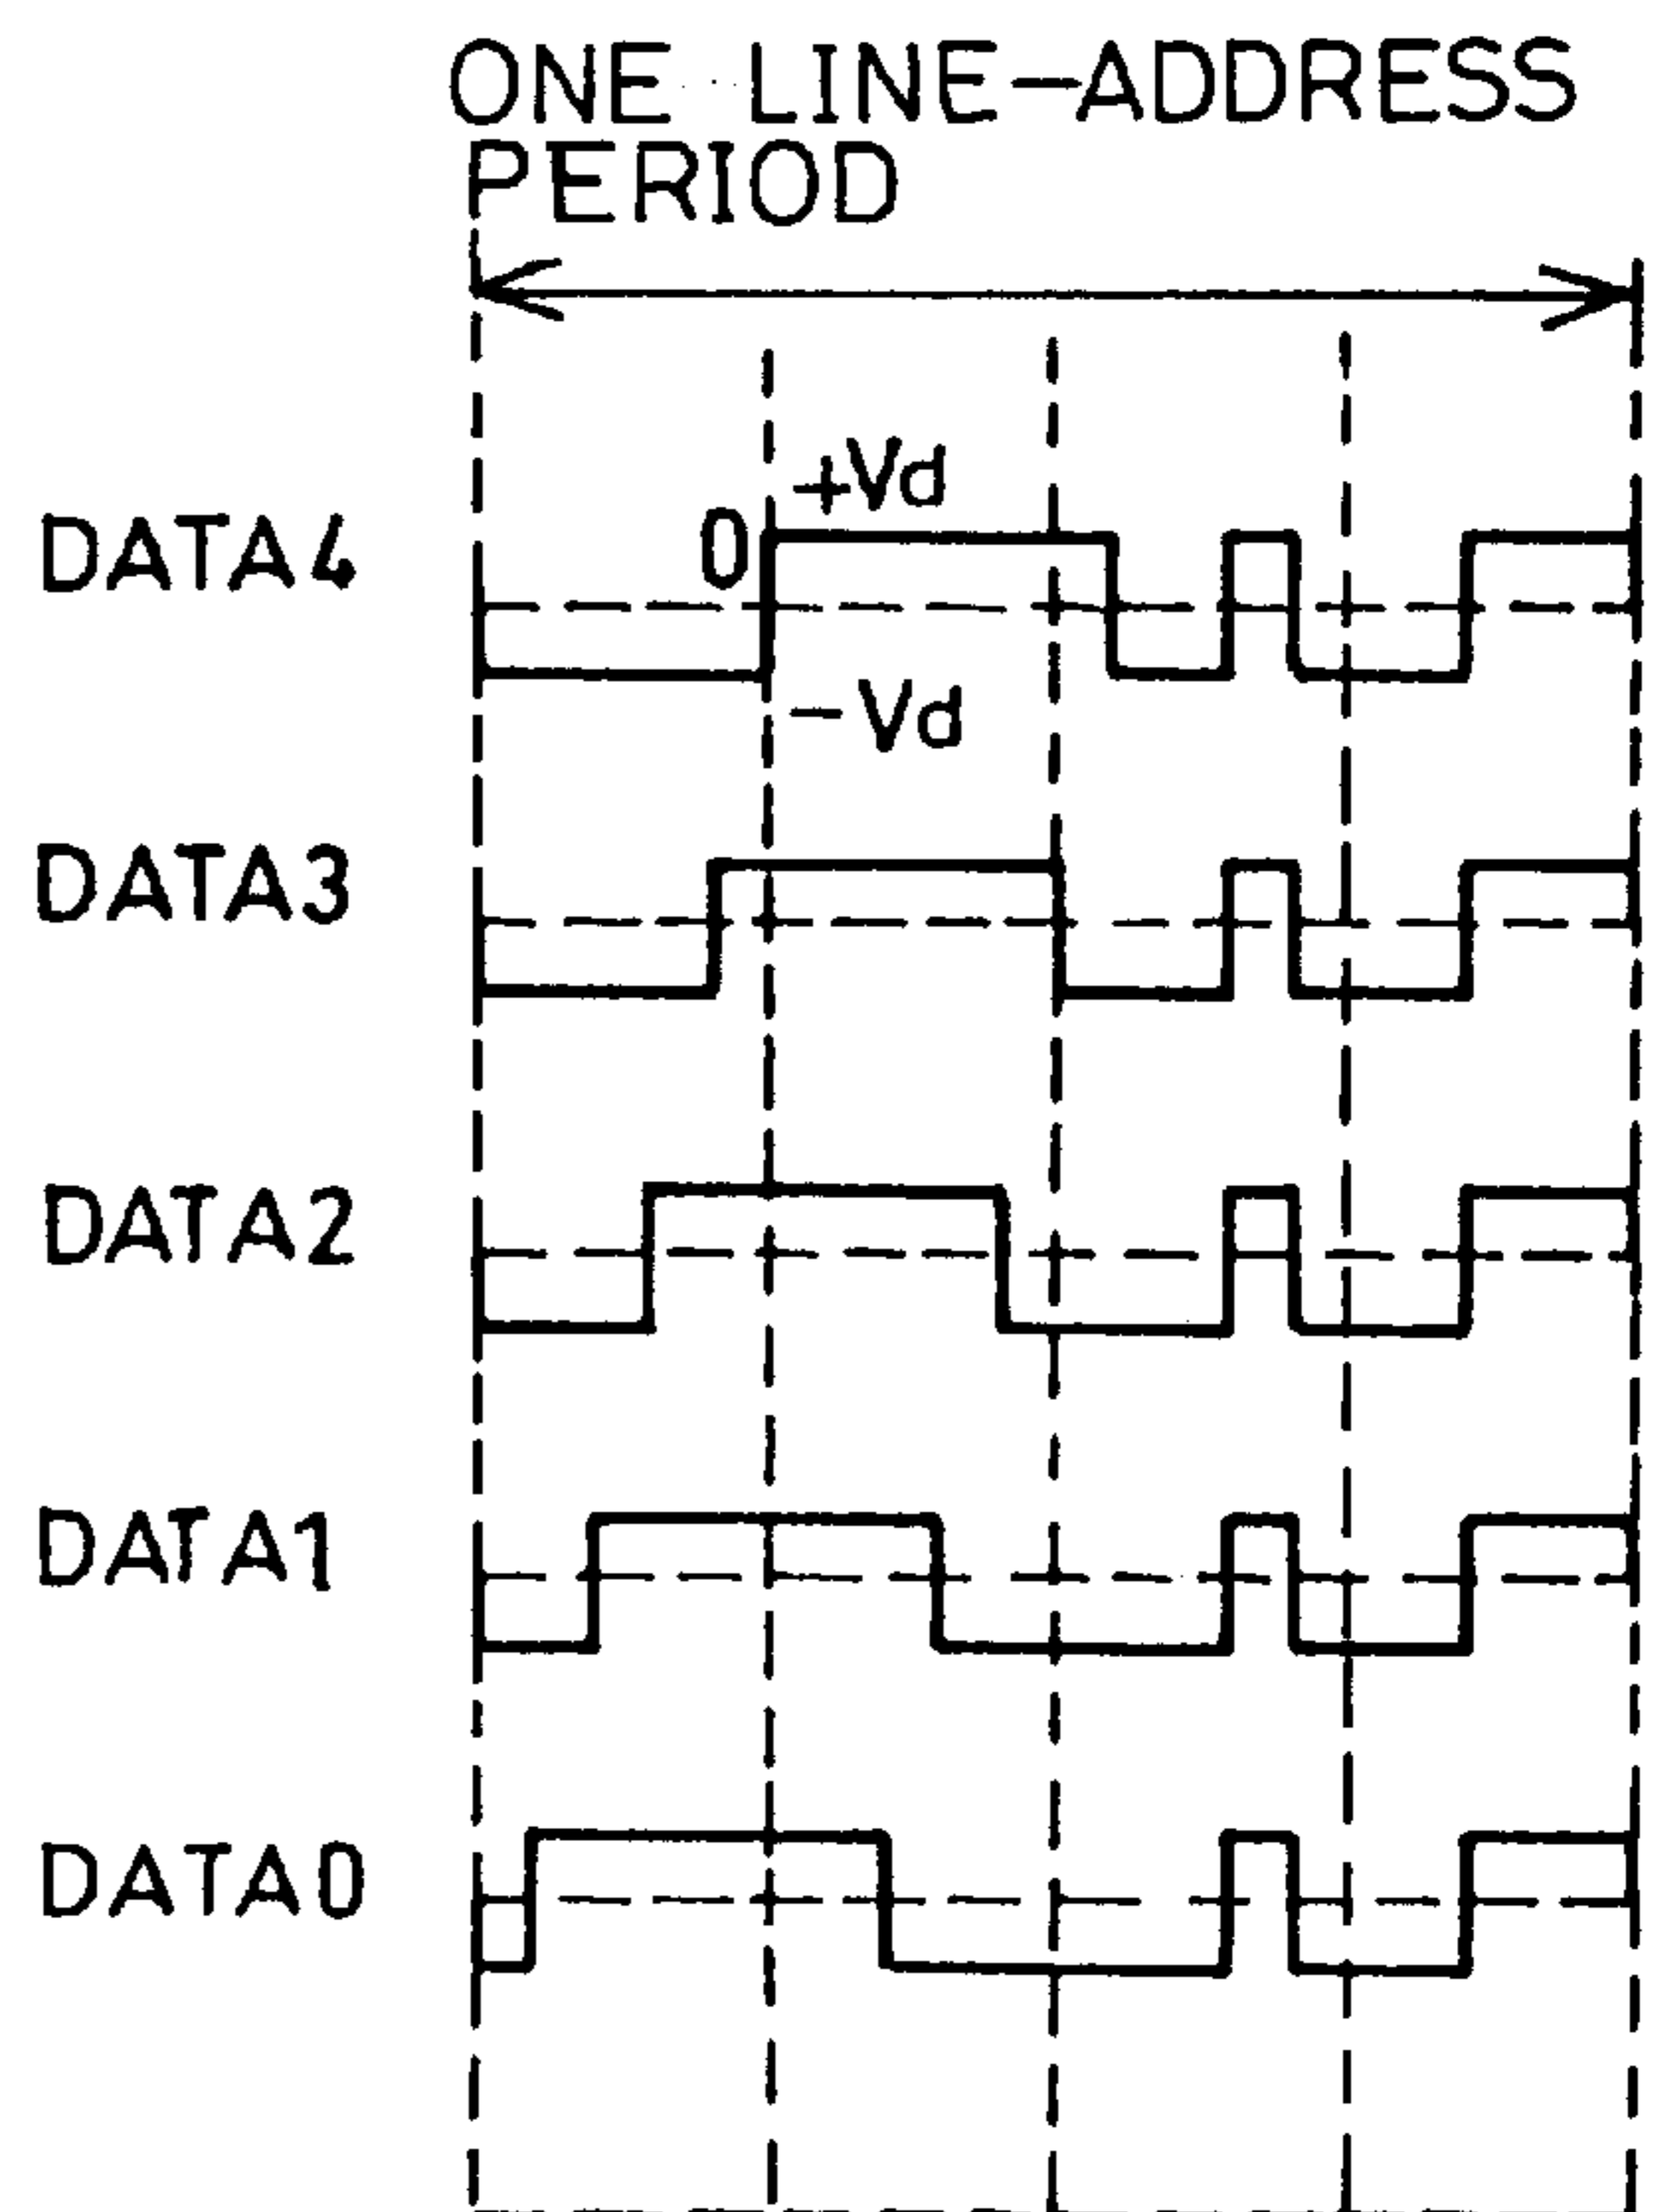 ONE LINE-ADDRESS
PERIOD
+Vd
DATA4 0
-Vd
DATA3
DATA2
DATA1
DATA0